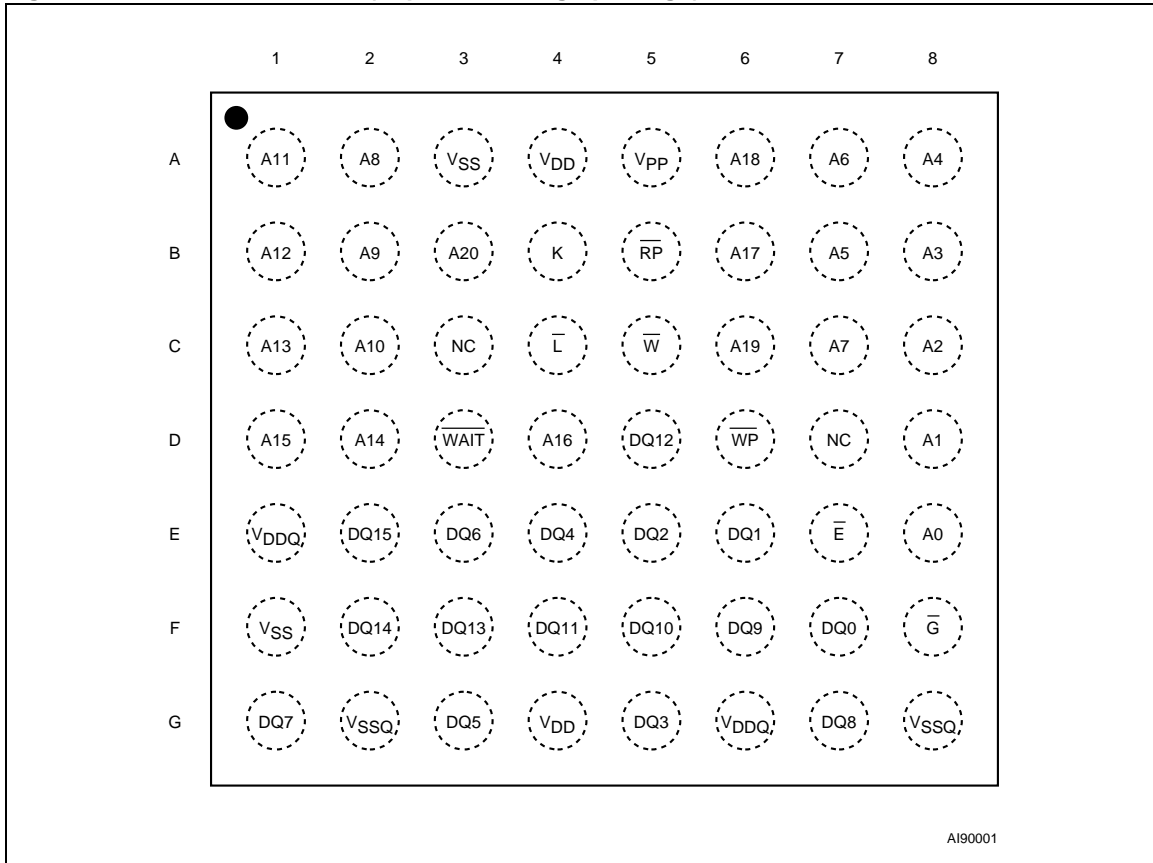 1 2 3 4 5 6 7 8
A A11 A8 VSS VDD VPP A18 A6 A4
B A12 A9 A20 K R̅P̅ A17 A5 A3
C A13 A10 NC L̅ W̅ A19 A7 A2
D A15 A14 W̅A̅I̅T̅ A16 DQ12 W̅P̅ NC A1
E VDDQ DQ15 DQ6 DQ4 DQ2 DQ1 E̅ A0
F VSS DQ14 DQ13 DQ11 DQ10 DQ9 DQ0 G̅
G DQ7 VSSQ DQ5 VDD DQ3 VDDQ DQ8 VSSQ
AI90001